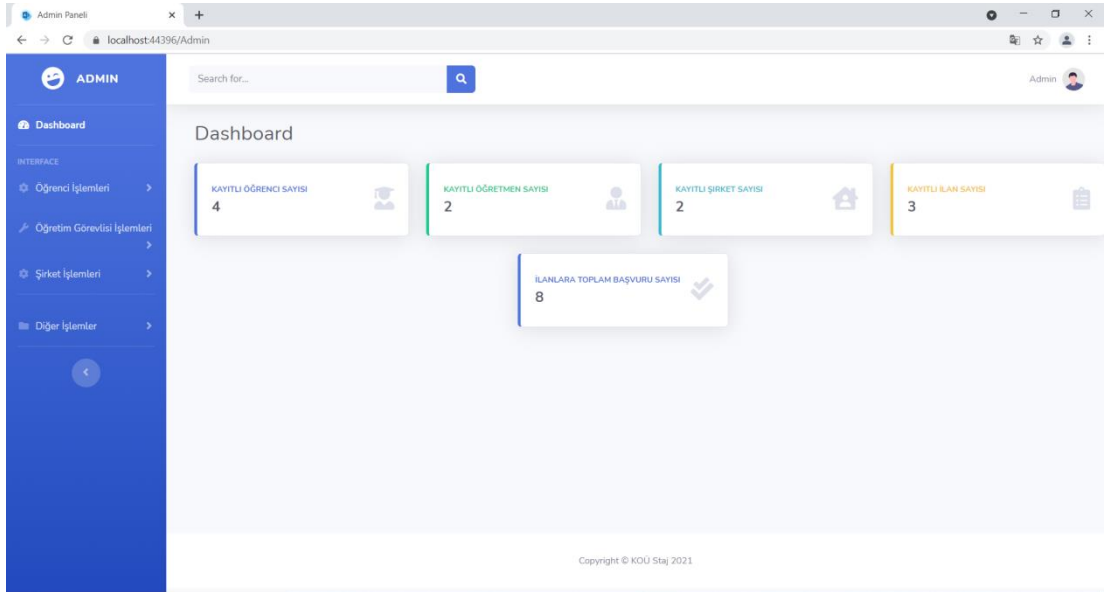 Admin Paneli
localhost:44396/Admin
ADMIN
Search for...
Admin
Dashboard
INTERFACE
Öğrenci İşlemleri
Öğretim Görevlisi İşlemleri
Şirket İşlemleri
Diğer İşlemler
Dashboard
KAYITLI ÖĞRENCI SAYISI
4
KAYITLI ÖĞRETMEN SAYISI
2
KAYITLI ŞIRKET SAYISI
2
KAYITLI İLAN SAYISI
3
İLANLARA TOPLAM BAŞVURU SAYISI
8
Copyright © KOÜ Staj 2021